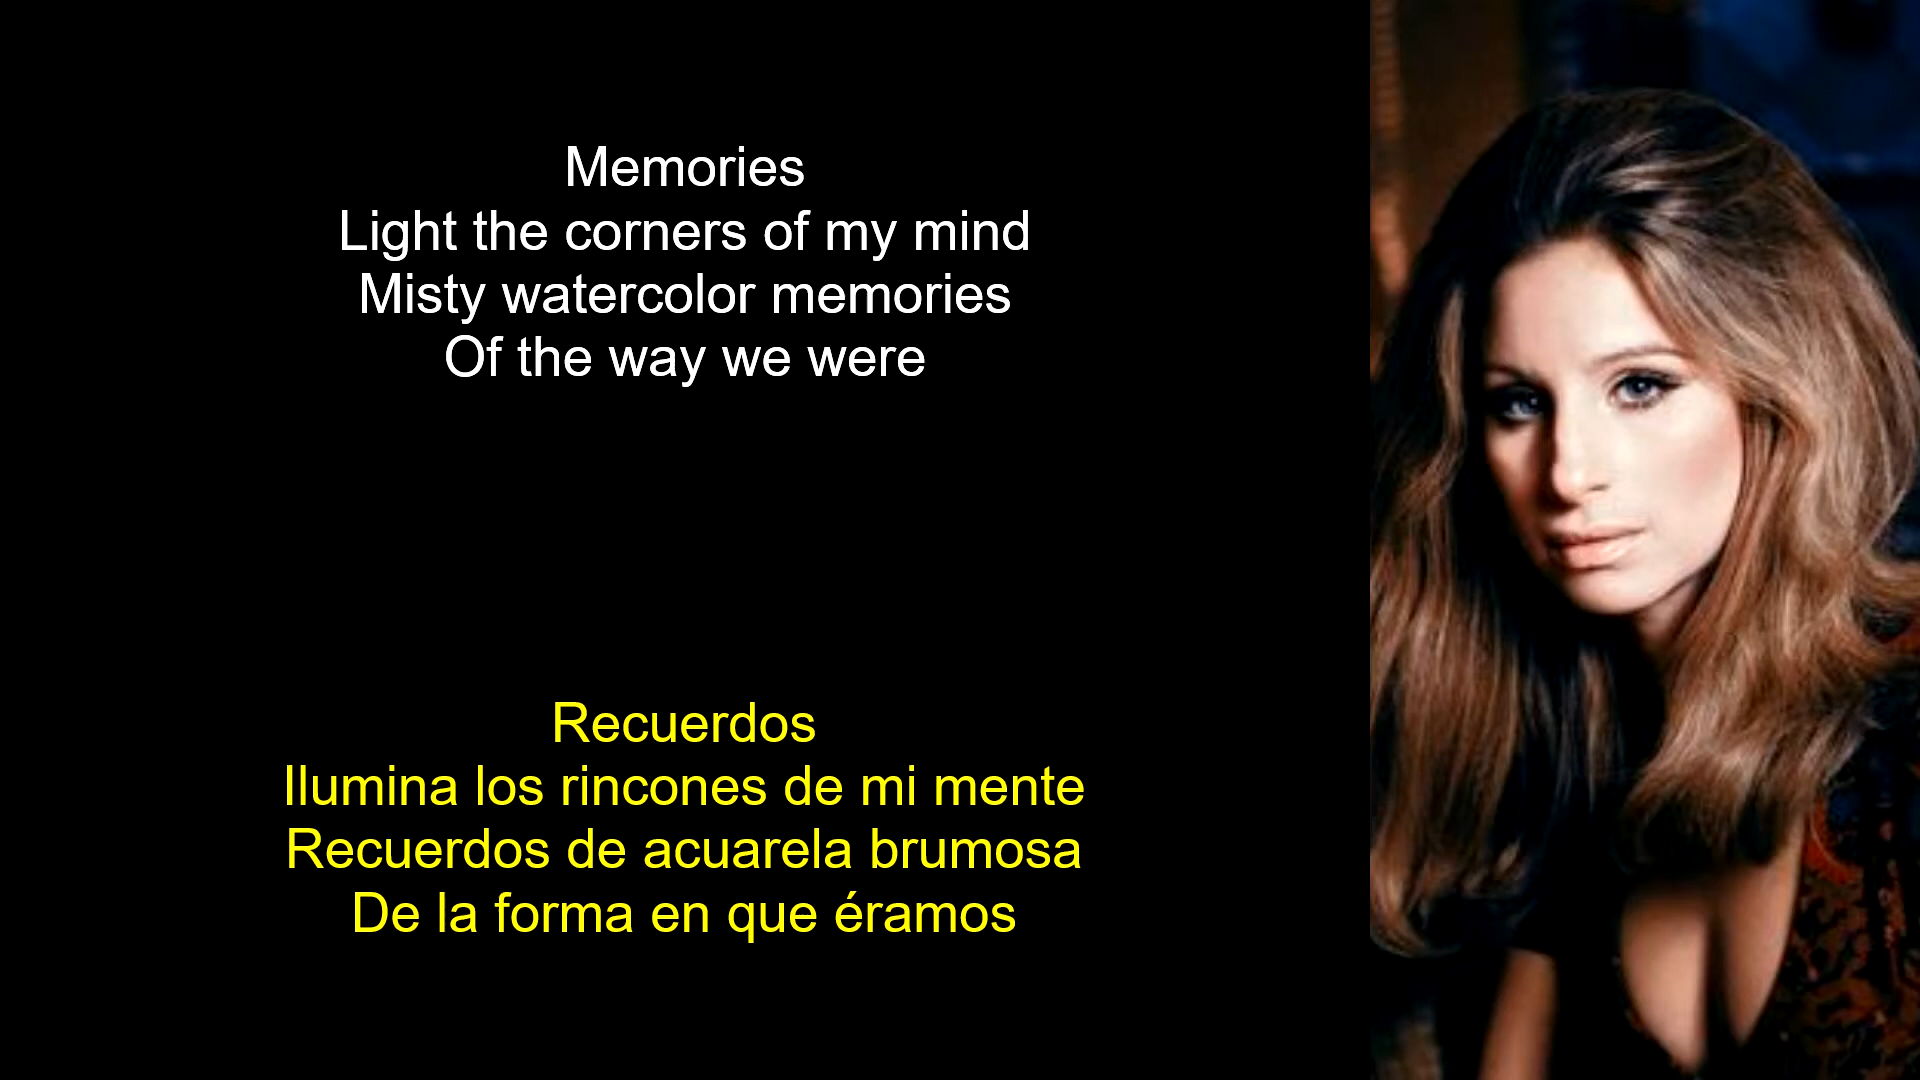 Memories
Light the corners of my mind
Misty watercolor memories
Of the way we were
Recuerdos
Ilumina los rincones de mi mente
Recuerdos de acuarela brumosa
De la forma en que éramos